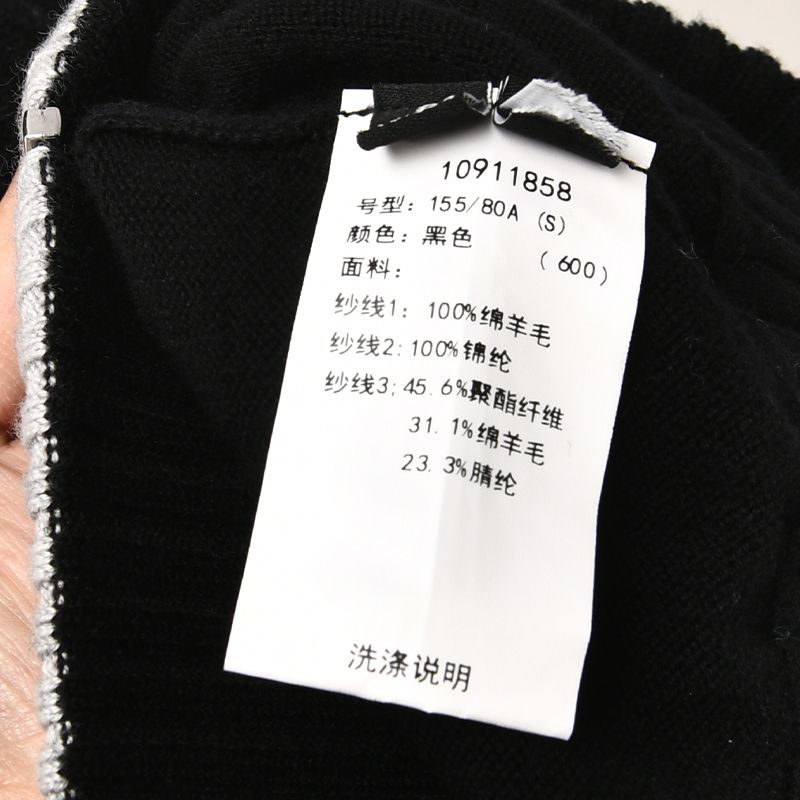 10911858
号型：155/80A (S)
颜色：黑色 (600)
面料：
纱线1：100%绵羊毛
纱线2：100%锦纶
纱线3；45.6%聚酯纤维
31.1%绵羊毛
23.3%腈纶
洗涤说明